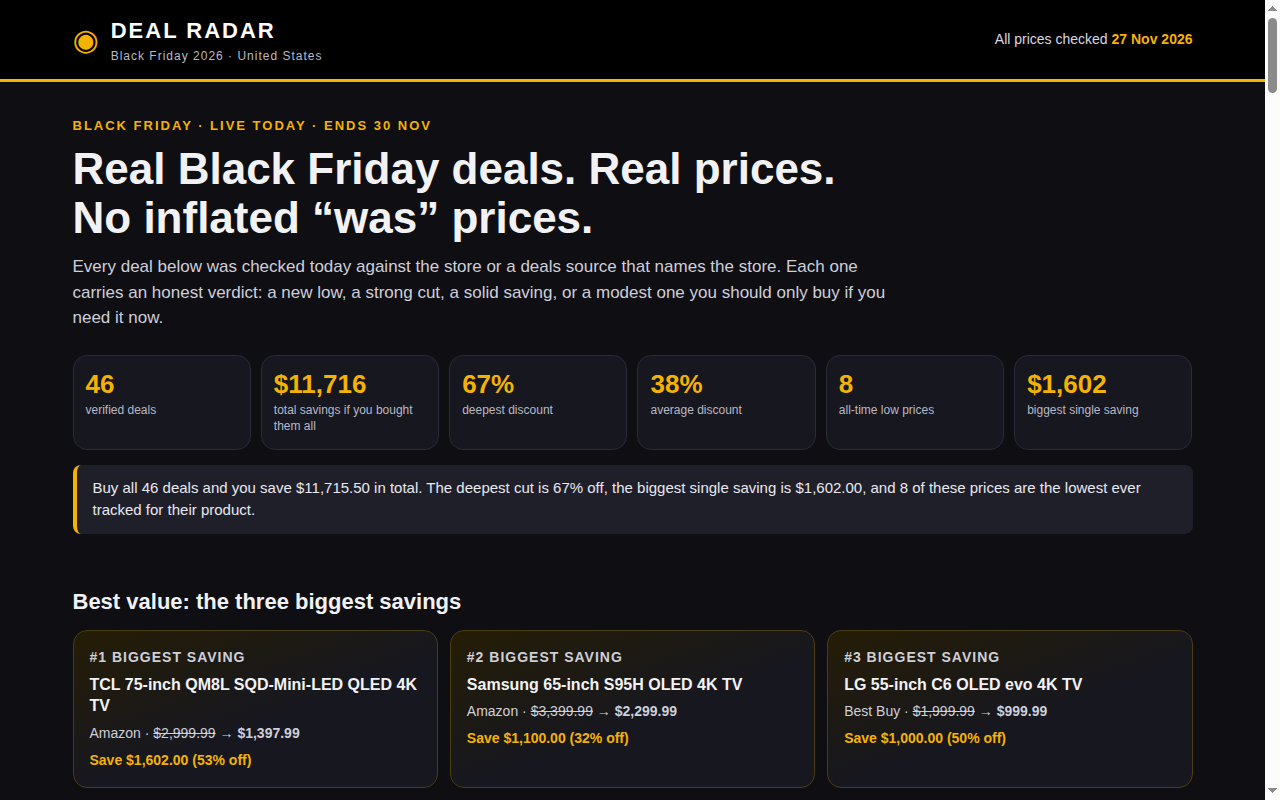 DEAL RADAR
Black Friday 2026 · United States
All prices checked 27 Nov 2026
BLACK FRIDAY · LIVE TODAY · ENDS 30 NOV
Real Black Friday deals. Real prices.
No inflated “was” prices.
Every deal below was checked today against the store or a deals source that names the store. Each one
carries an honest verdict: a new low, a strong cut, a solid saving, or a modest one you should only buy if you
need it now.
46
verified deals
$11,716
total savings if you bought
them all
67%
deepest discount
38%
average discount
8
all-time low prices
$1,602
biggest single saving
Buy all 46 deals and you save $11,715.50 in total. The deepest cut is 67% off, the biggest single saving is $1,602.00, and 8 of these prices are the lowest ever
tracked for their product.
Best value: the three biggest savings
#1 BIGGEST SAVING
TCL 75-inch QM8L SQD-Mini-LED QLED 4K
TV
Amazon · $2,999.99 → $1,397.99
Save $1,602.00 (53% off)
#2 BIGGEST SAVING
Samsung 65-inch S95H OLED 4K TV
Amazon · $3,399.99 → $2,299.99
Save $1,100.00 (32% off)
#3 BIGGEST SAVING
LG 55-inch C6 OLED evo 4K TV
Best Buy · $1,999.99 → $999.99
Save $1,000.00 (50% off)